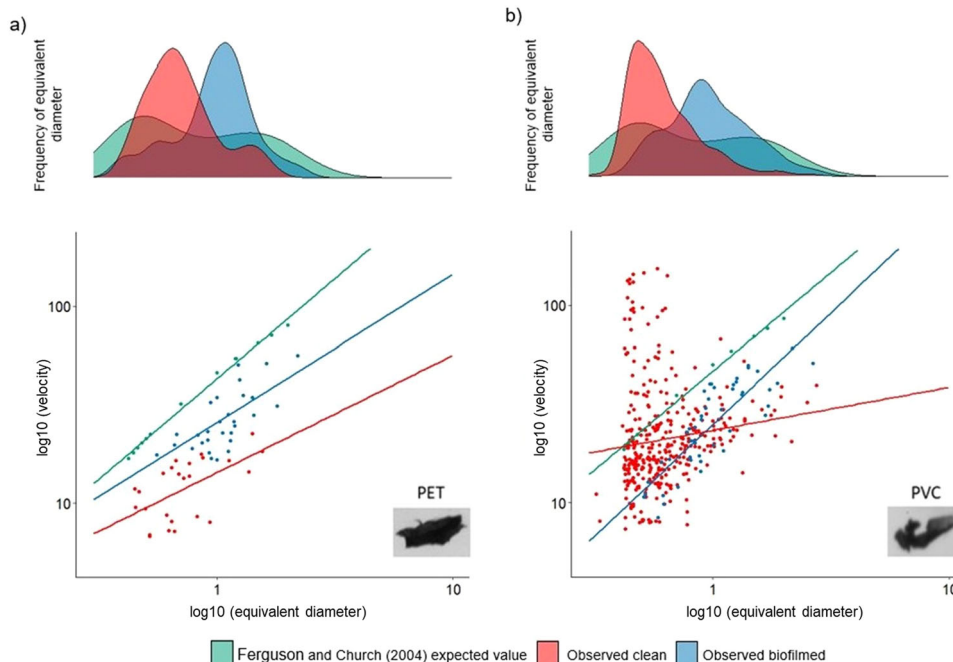 a)
Frequency of equivalent
diameter
log10 (velocity)
100
10
PET
1
10
log10 (equivalent diameter)
b)
Frequency of equivalent
diameter
log10 (velocity)
100
10
PVC
1
10
log10 (equivalent diameter)
Ferguson and Church (2004) expected value
Observed clean
Observed biofilmed